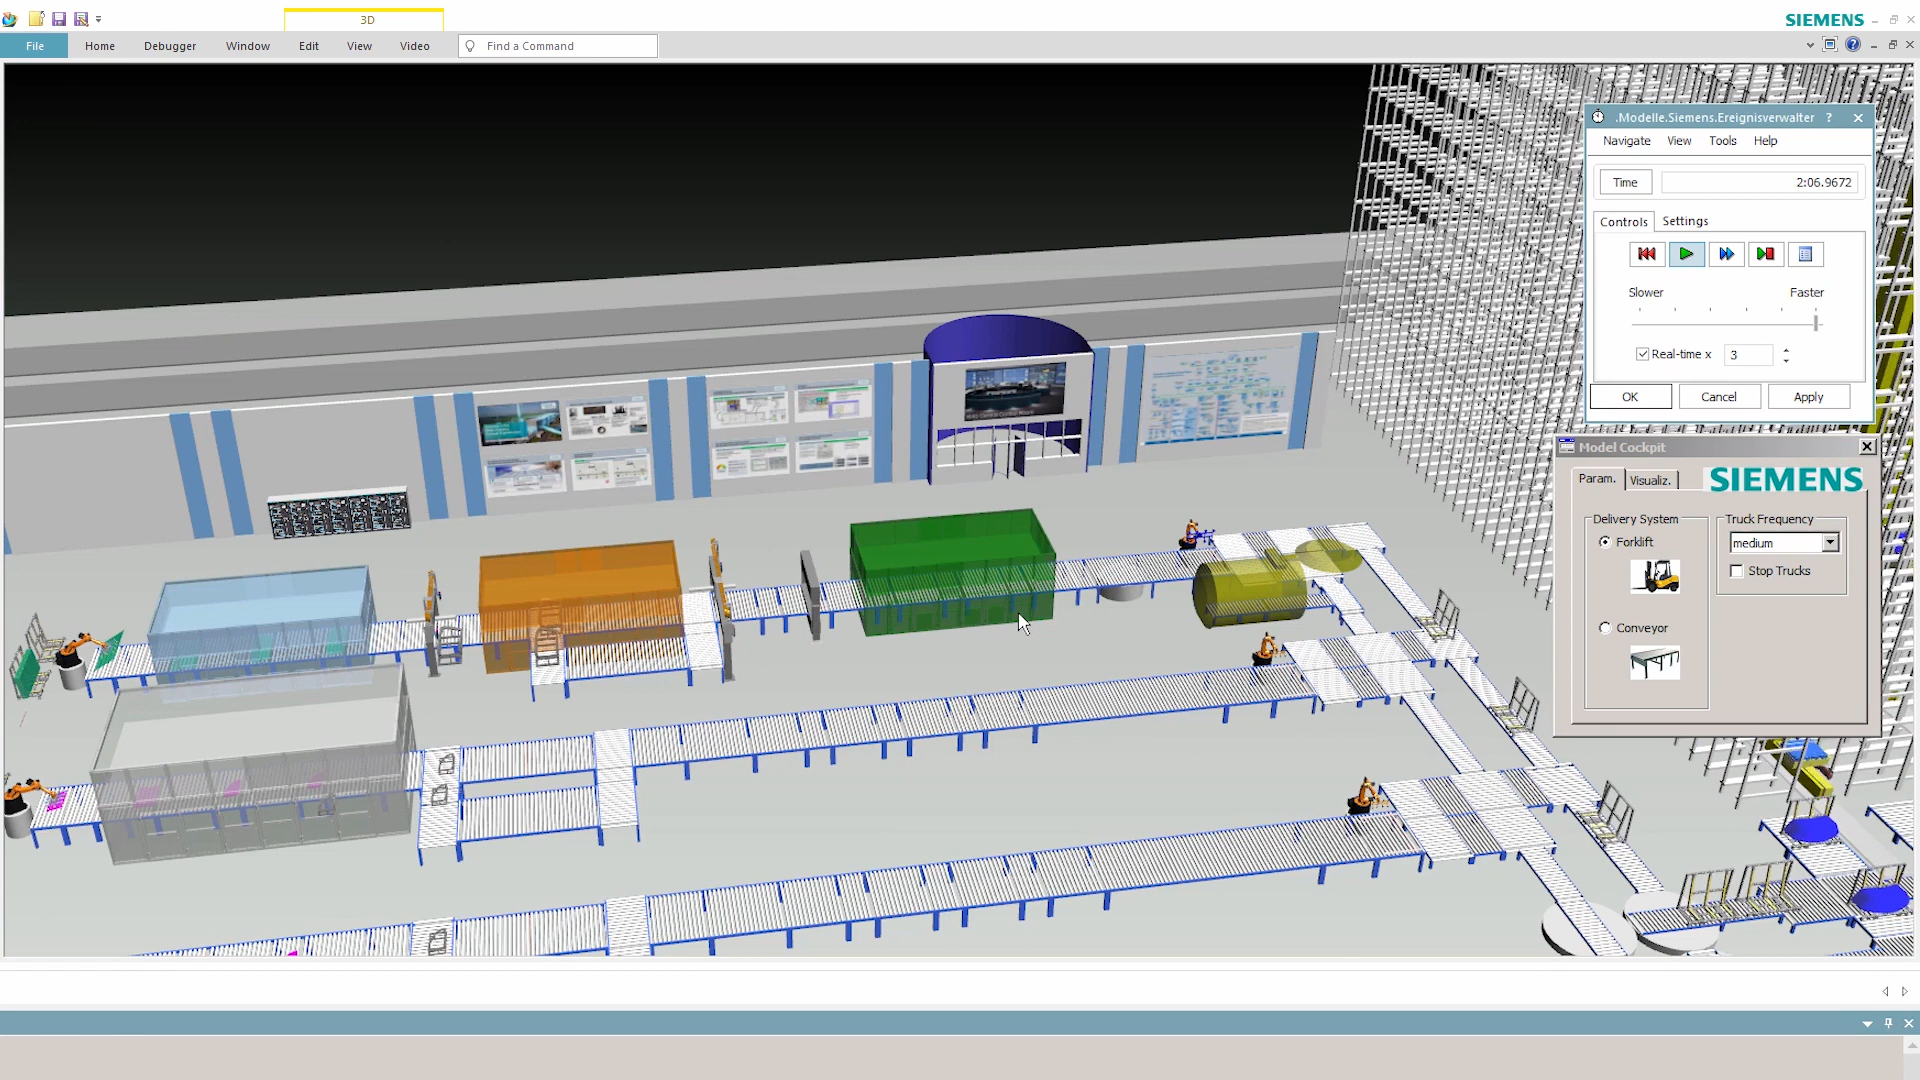 3D
SIEMENS
File
Home
Debugger
Window
Edit
View
Video
Find a Command
.Modelle.Siemens.Ereignisverwalter
?
Navigate
View
Tools
Help
Time
2:06.9672
Controls
Settings
Slower
Faster
Real-time x
3
OK
Cancel
Apply
Model Cockpit
Param.
Visualiz.
SIEMENS
Delivery System
Truck Frequency
Forklift
medium
Stop Trucks
Conveyor